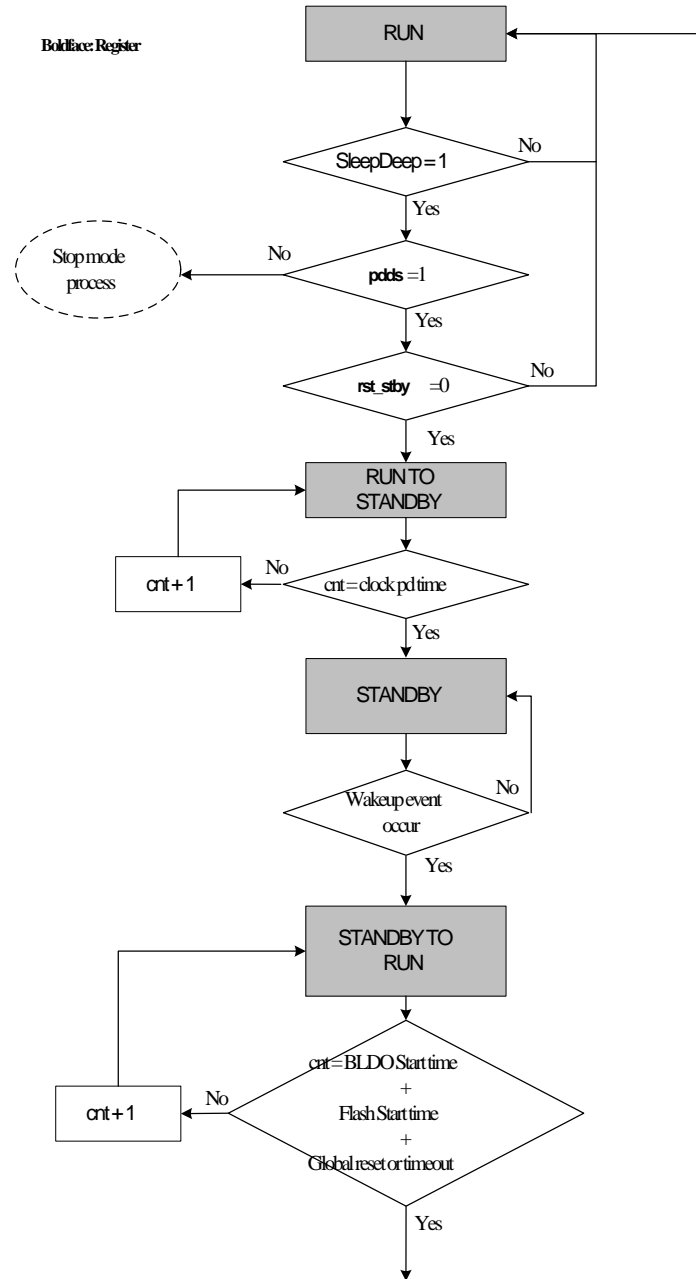 RUN
Boldface: Register
SleepDeep = 1
No
Yes
Stop mode
process
No
pdds =1
Yes
rst_stby =0
No
Yes
RUN TO
STANDBY
cnt + 1
No
cnt = clock pd time
Yes
STANDBY
Wakeup event
occur
No
Yes
STANDBY TO
RUN
cnt = BLDO Start time
+
Flash Start time
+
Global reset or timeout
cnt + 1
No
Yes